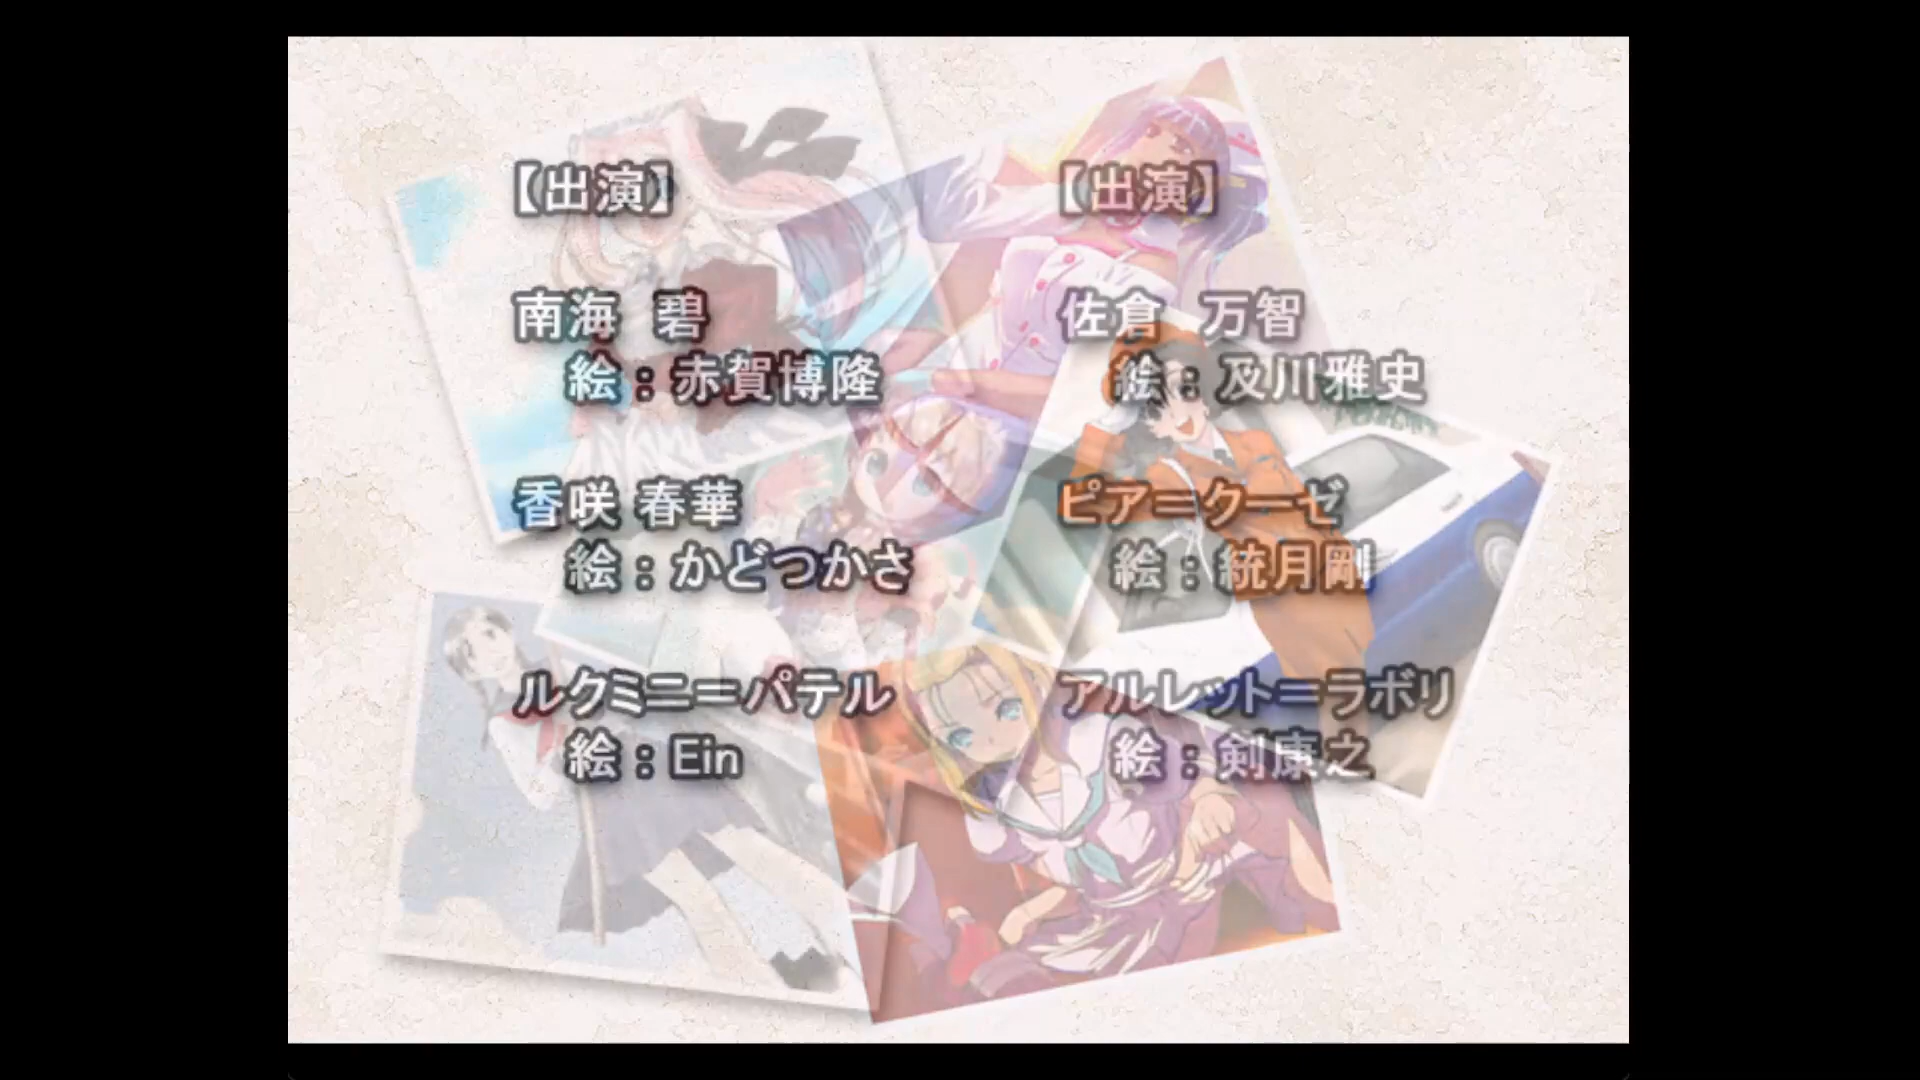 【出演】
南海　碧
絵：赤賀博隆
香咲 春華
絵：かどつかさ
ルクミニ＝パテル
絵：Ein
【出演】
佐倉　万智
絵：及川雅史
ピア＝クーゼ
絵：統月剛
アルレット＝ラボリ
絵：剣康之